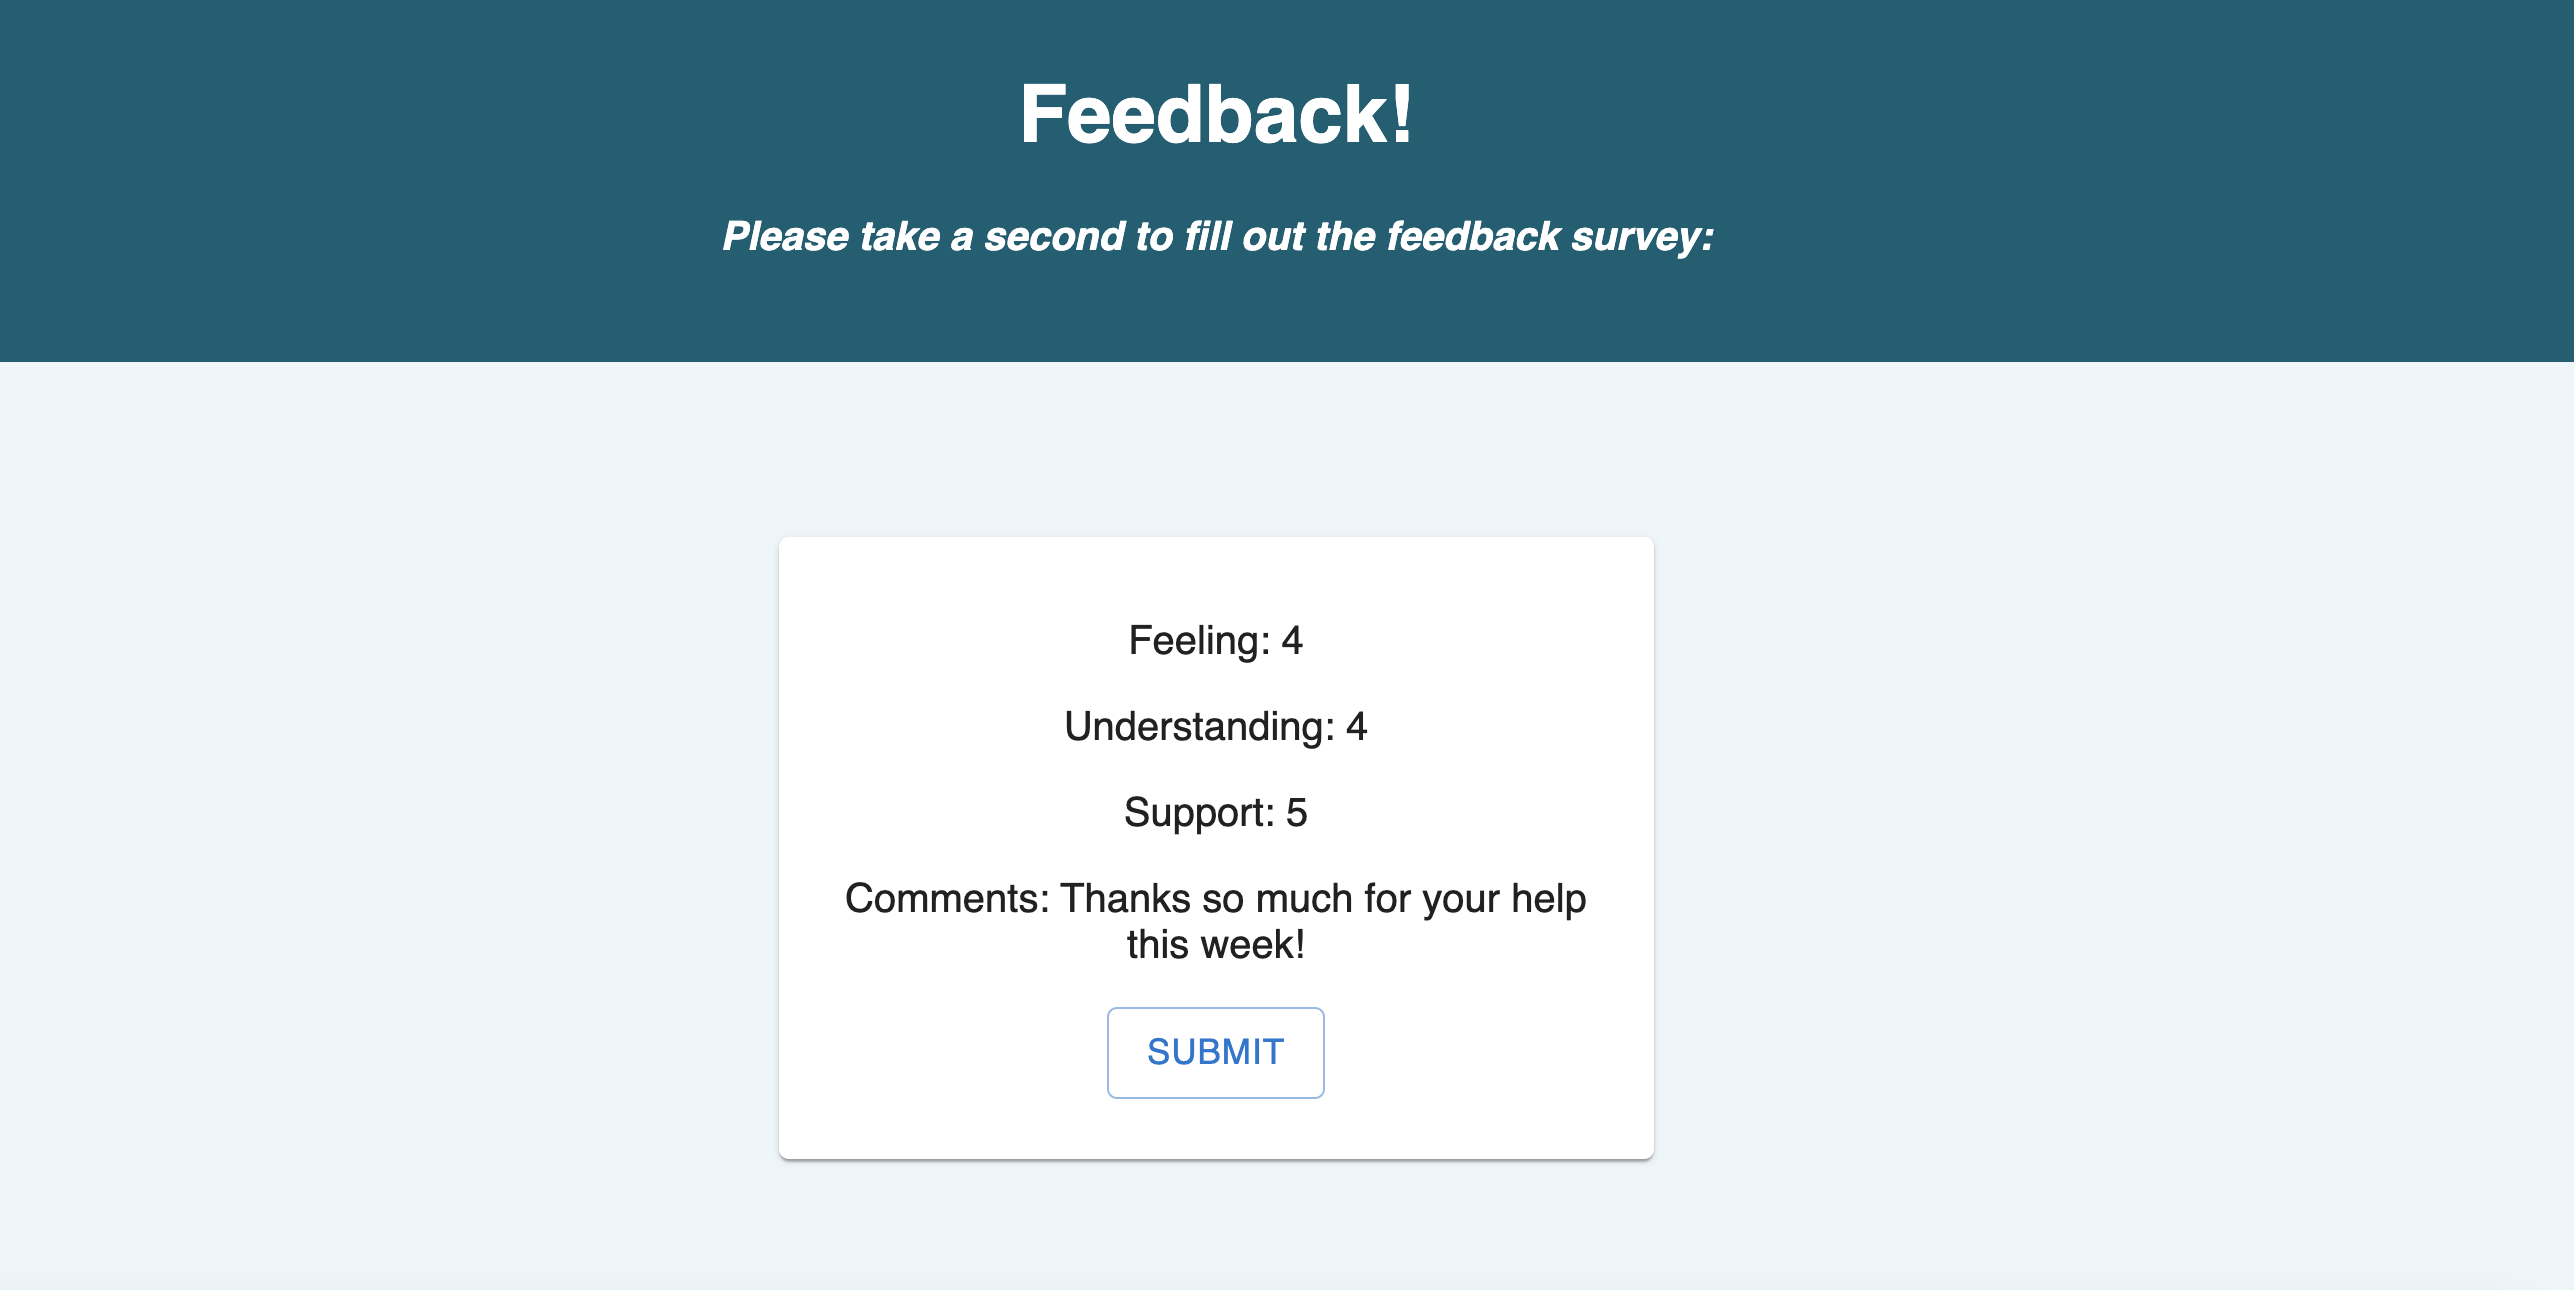 Feedback!
Please take a second to fill out the feedback survey:
Feeling: 4
Understanding: 4
Support: 5
Comments: Thanks so much for your help
this week!
SUBMIT